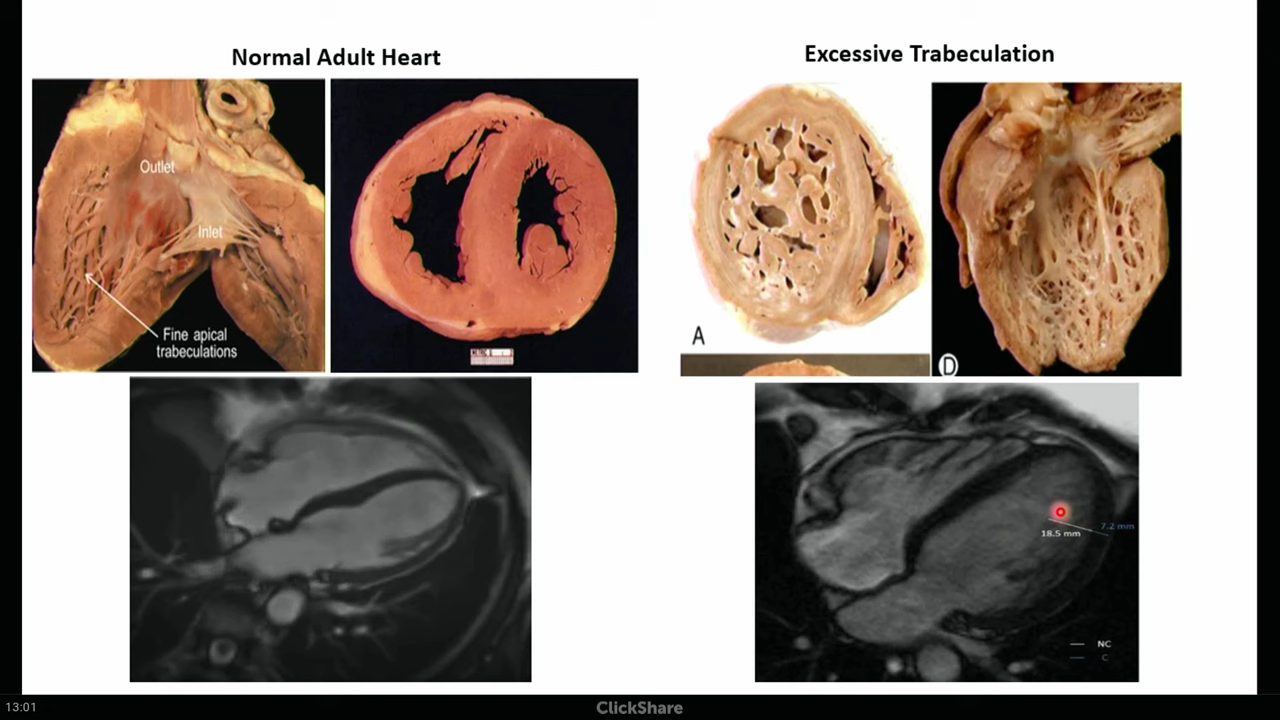 Normal Adult Heart
Excessive Trabeculation
Outlet
Inlet
Fine apical
trabeculations
A
D
7.2 mm
18.5 mm
NC
C
13:01
ClickShare